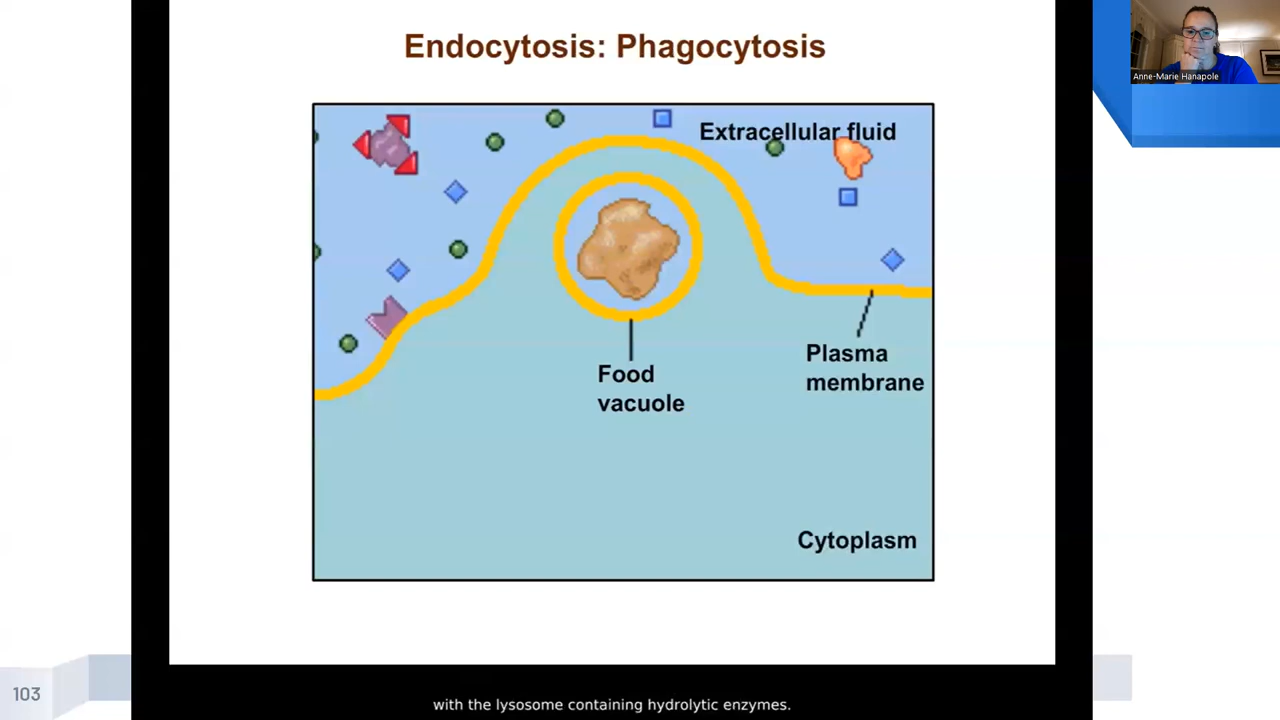 Endocytosis: Phagocytosis
Anne-Marie Hanapole
Extracellular fluid
Plasma
membrane
Food
vacuole
Cytoplasm
103
with the lysosome containing hydrolytic enzymes.